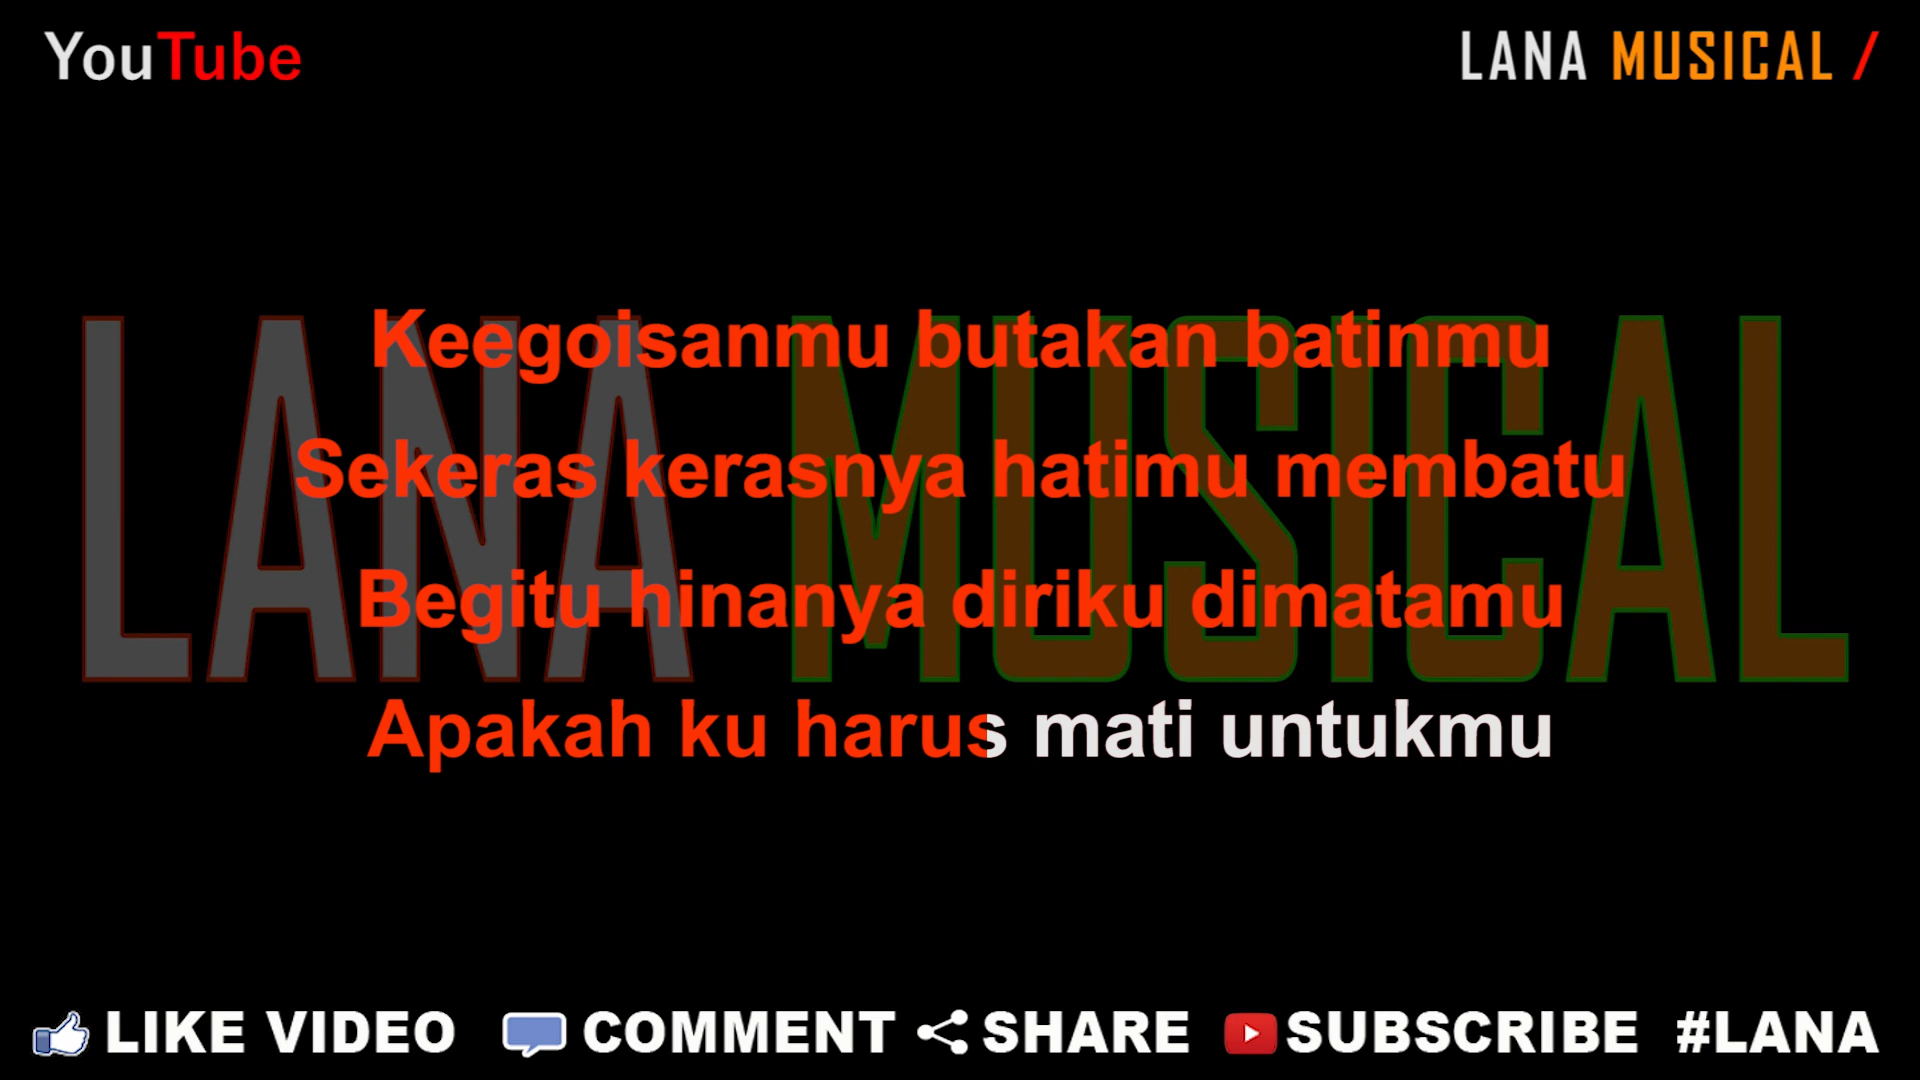 YouTube
LANA MUSICAL /
LANA MUSICAL
Keegoisanmu butakan batinmu
Sekeras kerasnya hatimu membatu
Begitu hinanya diriku dimatamu
Apakah ku harus mati untukmu
LIKE VIDEO COMMENT SHARE SUBSCRIBE #LANA